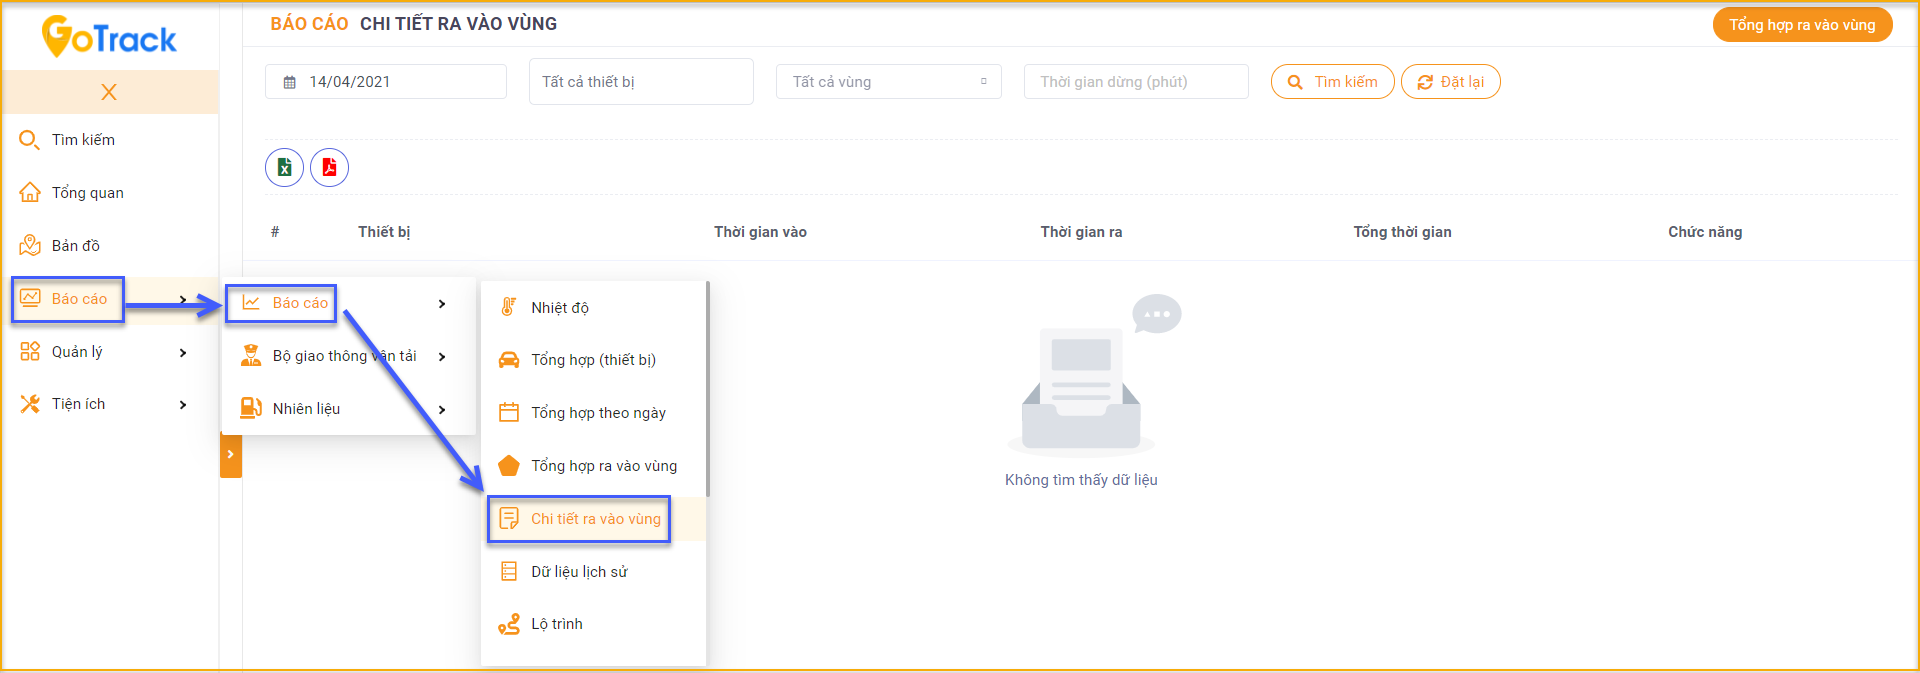 GoTrack
BÁO CÁO CHI TIẾT RA VÀO VÙNG
Tổng hợp ra vào vùng
X
14/04/2021
Tất cả thiết bị
Tất cả vùng
Thời gian dừng (phút)
Tìm kiếm
Đặt lại
Tìm kiếm
Tổng quan
Bản đồ
Báo cáo
Quản lý
Tiện ích
# Thiết bị Thời gian vào Thời gian ra Tổng thời gian Chức năng
Báo cáo
Bộ giao thông vận tải
Nhiên liệu
Nhiệt độ
Tổng hợp (thiết bị)
Tổng hợp theo ngày
Tổng hợp ra vào vùng
Chi tiết ra vào vùng
Dữ liệu lịch sử
Lộ trình
Không tìm thấy dữ liệu